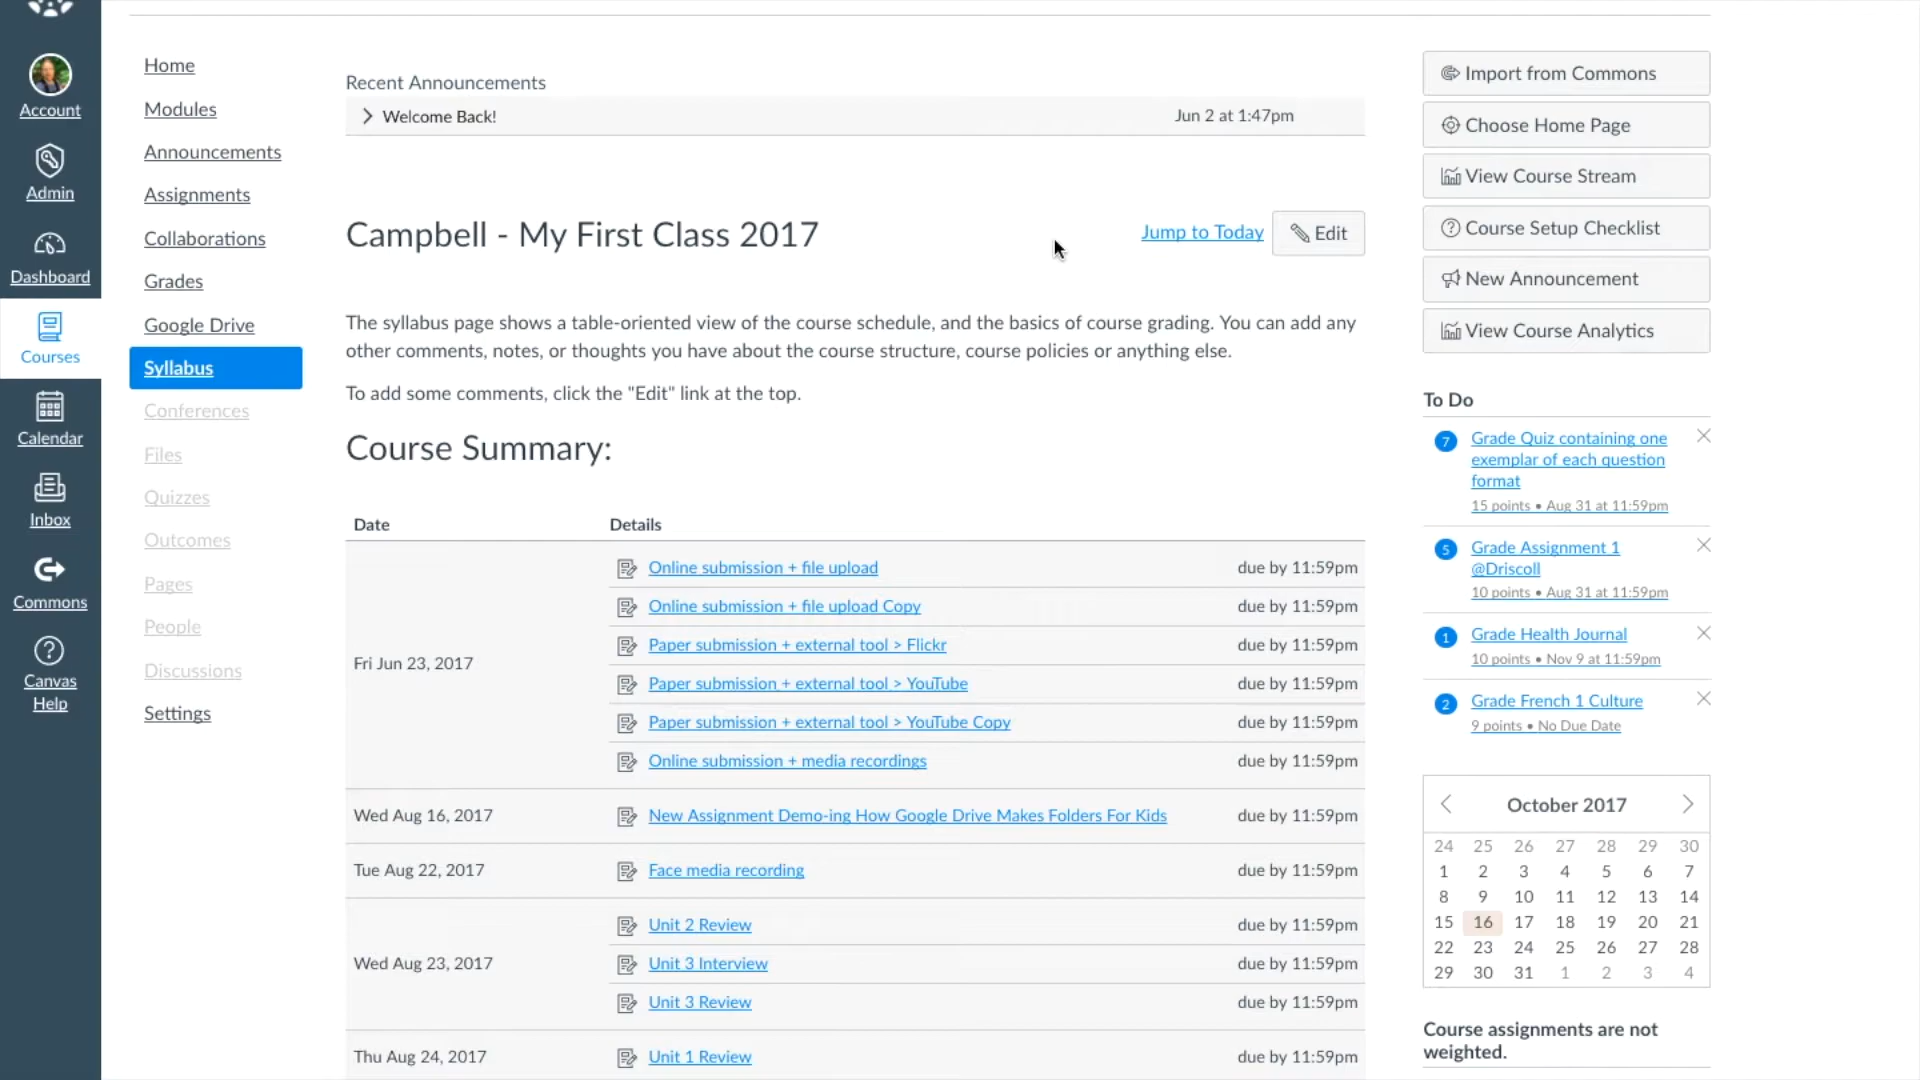 Account
Admin
Dashboard
Courses
Calendar
Inbox
Commons
Canvas
Help
Home
Modules
Announcements
Assignments
Collaborations
Grades
Google Drive
Syllabus
Conferences
Files
Quizzes
Outcomes
Pages
People
Discussions
Settings
Recent Announcements
Welcome Back! Jun 2 at 1:47pm
Campbell - My First Class 2017 Jump to Today Edit
The syllabus page shows a table-oriented view of the course schedule, and the basics of course grading. You can add any
other comments, notes, or thoughts you have about the course structure, course policies or anything else.
To add some comments, click the "Edit" link at the top.
Course Summary:
Date Details
Fri Jun 23, 2017
Online submission + file upload due by 11:59pm
Online submission + file upload Copy due by 11:59pm
Paper submission + external tool > Flickr due by 11:59pm
Paper submission + external tool > YouTube due by 11:59pm
Paper submission + external tool > YouTube Copy due by 11:59pm
Online submission + media recordings due by 11:59pm
Wed Aug 16, 2017 New Assignment Demo-ing How Google Drive Makes Folders For Kids due by 11:59pm
Tue Aug 22, 2017 Face media recording due by 11:59pm
Wed Aug 23, 2017
Unit 2 Review due by 11:59pm
Unit 3 Interview due by 11:59pm
Unit 3 Review due by 11:59pm
Thu Aug 24, 2017 Unit 1 Review due by 11:59pm
Import from Commons
Choose Home Page
View Course Stream
Course Setup Checklist
New Announcement
View Course Analytics
To Do
7 Grade Quiz containing one
exemplar of each question
format
15 points • Aug 31 at 11:59pm
5 Grade Assignment 1
@Driscoll
10 points • Aug 31 at 11:59pm
1 Grade Health Journal
10 points • Nov 9 at 11:59pm
2 Grade French 1 Culture
9 points • No Due Date
October 2017
24 25 26 27 28 29 30
1 2 3 4 5 6 7
8 9 10 11 12 13 14
15 16 17 18 19 20 21
22 23 24 25 26 27 28
29 30 31 1 2 3 4
Course assignments are not
weighted.